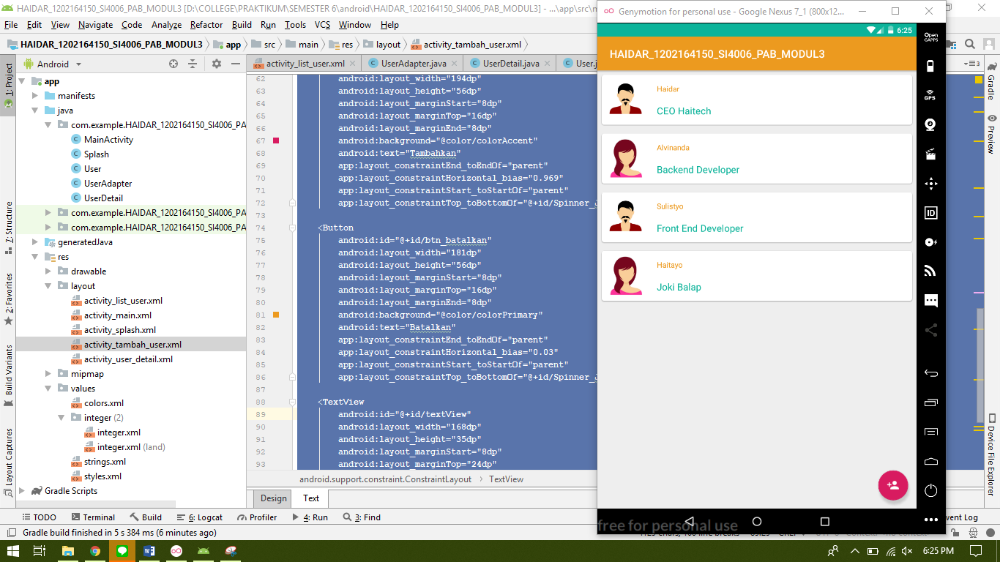 HAIDAR_1202164150_SI4006_PAB_MODUL3 [D:\COLLEGE\PRAKTIKUM\SEMESTER 6\android\HAIDAR_1202164150_SI4006_PAB_MODUL3] - ...\app\src\m
File Edit View Navigate Code Analyze Refactor Build Run Tools VCS Window Help
HAIDAR_1202164150_SI4006_PAB_MODUL3 app src main res layout activity_tambah_user.xml
Android
activity_list_user.xml UserAdapter.java UserDetail.java User.j
1: Project
7: Structure
2: Favorites
Build Variants
Layout Captures
app
manifests
java
com.example.HAIDAR_1202164150_SI4006_PA
MainActivity
Splash
User
UserAdapter
UserDetail
com.example.HAIDAR_1202164150_SI4006_PA
com.example.HAIDAR_1202164150_SI4006_PA
generatedJava
res
drawable
layout
activity_list_user.xml
activity_main.xml
activity_splash.xml
activity_tambah_user.xml
activity_user_detail.xml
mipmap
values
colors.xml
integer (2)
integer.xml
integer.xml (land)
strings.xml
styles.xml
Gradle Scripts
62 android:layout_width="194dp"
63 android:layout_height="56dp"
64 android:layout_marginStart="8dp"
65 android:layout_marginTop="16dp"
66 android:layout_marginEnd="8dp"
67 android:background="@color/colorAccent"
68 android:text="Tambahkan"
69 app:layout_constraintEnd_toEndOf="parent"
70 app:layout_constraintHorizontal_bias="0.969"
71 app:layout_constraintStart_toStartOf="parent"
72 app:layout_constraintTop_toBottomOf="@+id/Spinner_J
73
74 <Button
75 android:id="@+id/btn_batalkan"
76 android:layout_width="181dp"
77 android:layout_height="56dp"
78 android:layout_marginStart="8dp"
79 android:layout_marginTop="16dp"
80 android:layout_marginEnd="8dp"
81 android:background="@color/colorPrimary"
82 android:text="Batalkan"
83 app:layout_constraintEnd_toEndOf="parent"
84 app:layout_constraintHorizontal_bias="0.03"
85 app:layout_constraintStart_toStartOf="parent"
86 app:layout_constraintTop_toBottomOf="@+id/Spinner_J
87
88 <TextView
89 android:id="@+id/textView"
90 android:layout_width="168dp"
91 android:layout_height="35dp"
92 android:layout_marginStart="8dp"
93 android:layout_marginTop="24dp"
android.support.constraint.ConstraintLayout TextView
Design Text
TODO Terminal Build 6: Logcat Profiler 4: Run 3: Find
vent Log
Gradle build finished in 5 s 384 ms (6 minutes ago)
Genymotion for personal use - Google Nexus 7_1 (800x12...
6:25
HAIDAR_1202164150_SI4006_PAB_MODUL3
Haidar
CEO Haitech
Alvinanda
Backend Developer
Sulistyo
Front End Developer
Haitayo
Joki Balap
free for personal use
Open
GAPPS
GPS
ID
3
Gradle
Preview
Device File Explorer
6:25 PM